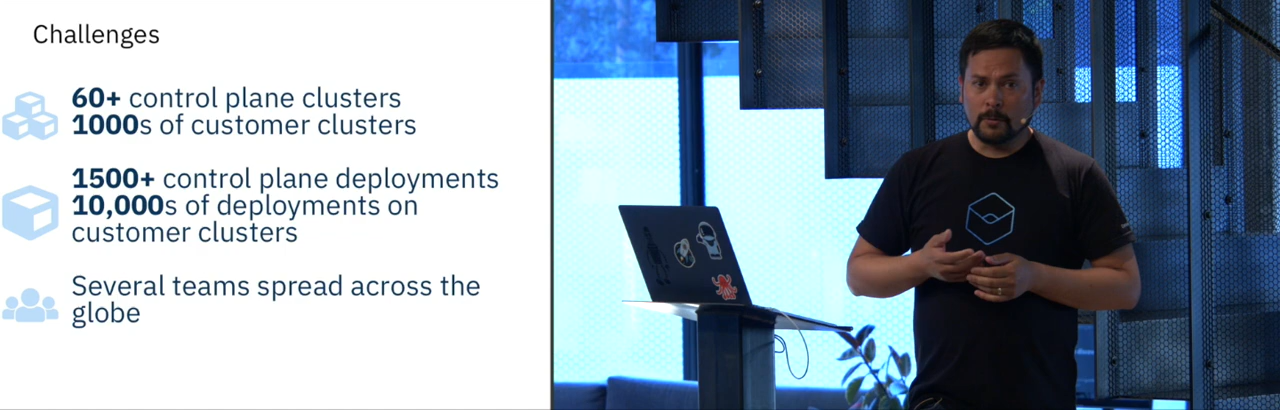 Challenges
60+ control plane clusters
1000s of customer clusters
1500+ control plane deployments
10,000s of deployments on
customer clusters
Several teams spread across the
globe